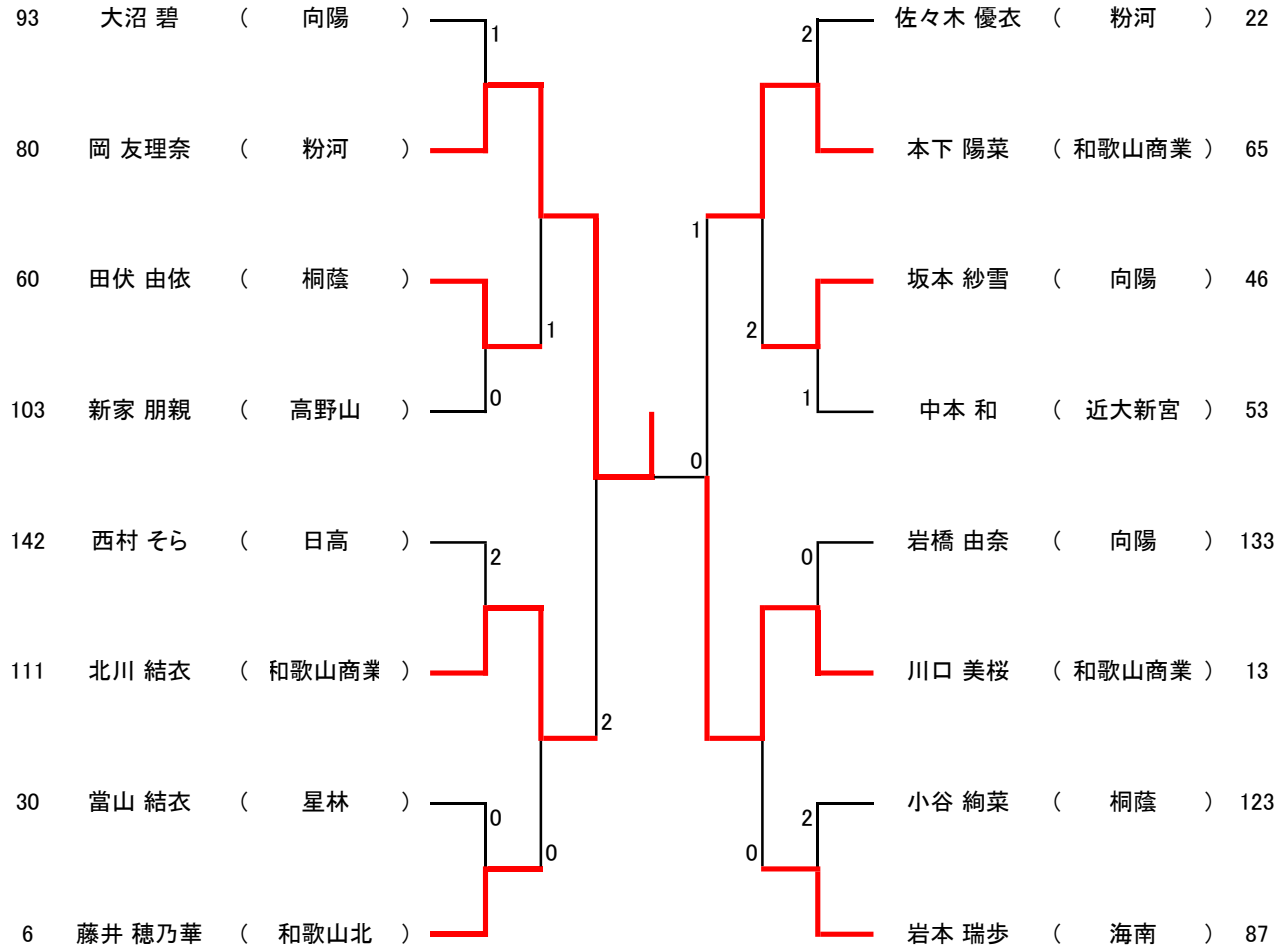 93 大沼 碧 ( 向陽 ) 佐々木 優衣 ( 粉河 ) 22
1 2
80 岡 友理奈 ( 粉河 ) 本下 陽菜 ( 和歌山商業 ) 65
1
60 田伏 由依 ( 桐蔭 ) 坂本 紗雪 ( 向陽 ) 46
1 2
103 新家 朋親 ( 高野山 ) 0 1 中本 和 ( 近大新宮 ) 53
0
142 西村 そら ( 日高 ) 岩橋 由奈 ( 向陽 ) 133
2 0
111 北川 結衣 ( 和歌山商業 ) 川口 美桜 ( 和歌山商業 ) 13
2
30 當山 結衣 ( 星林 ) 小谷 絢菜 ( 桐蔭 ) 123
0 2
0 0
6 藤井 穂乃華 ( 和歌山北 ) 岩本 瑞歩 ( 海南 ) 87